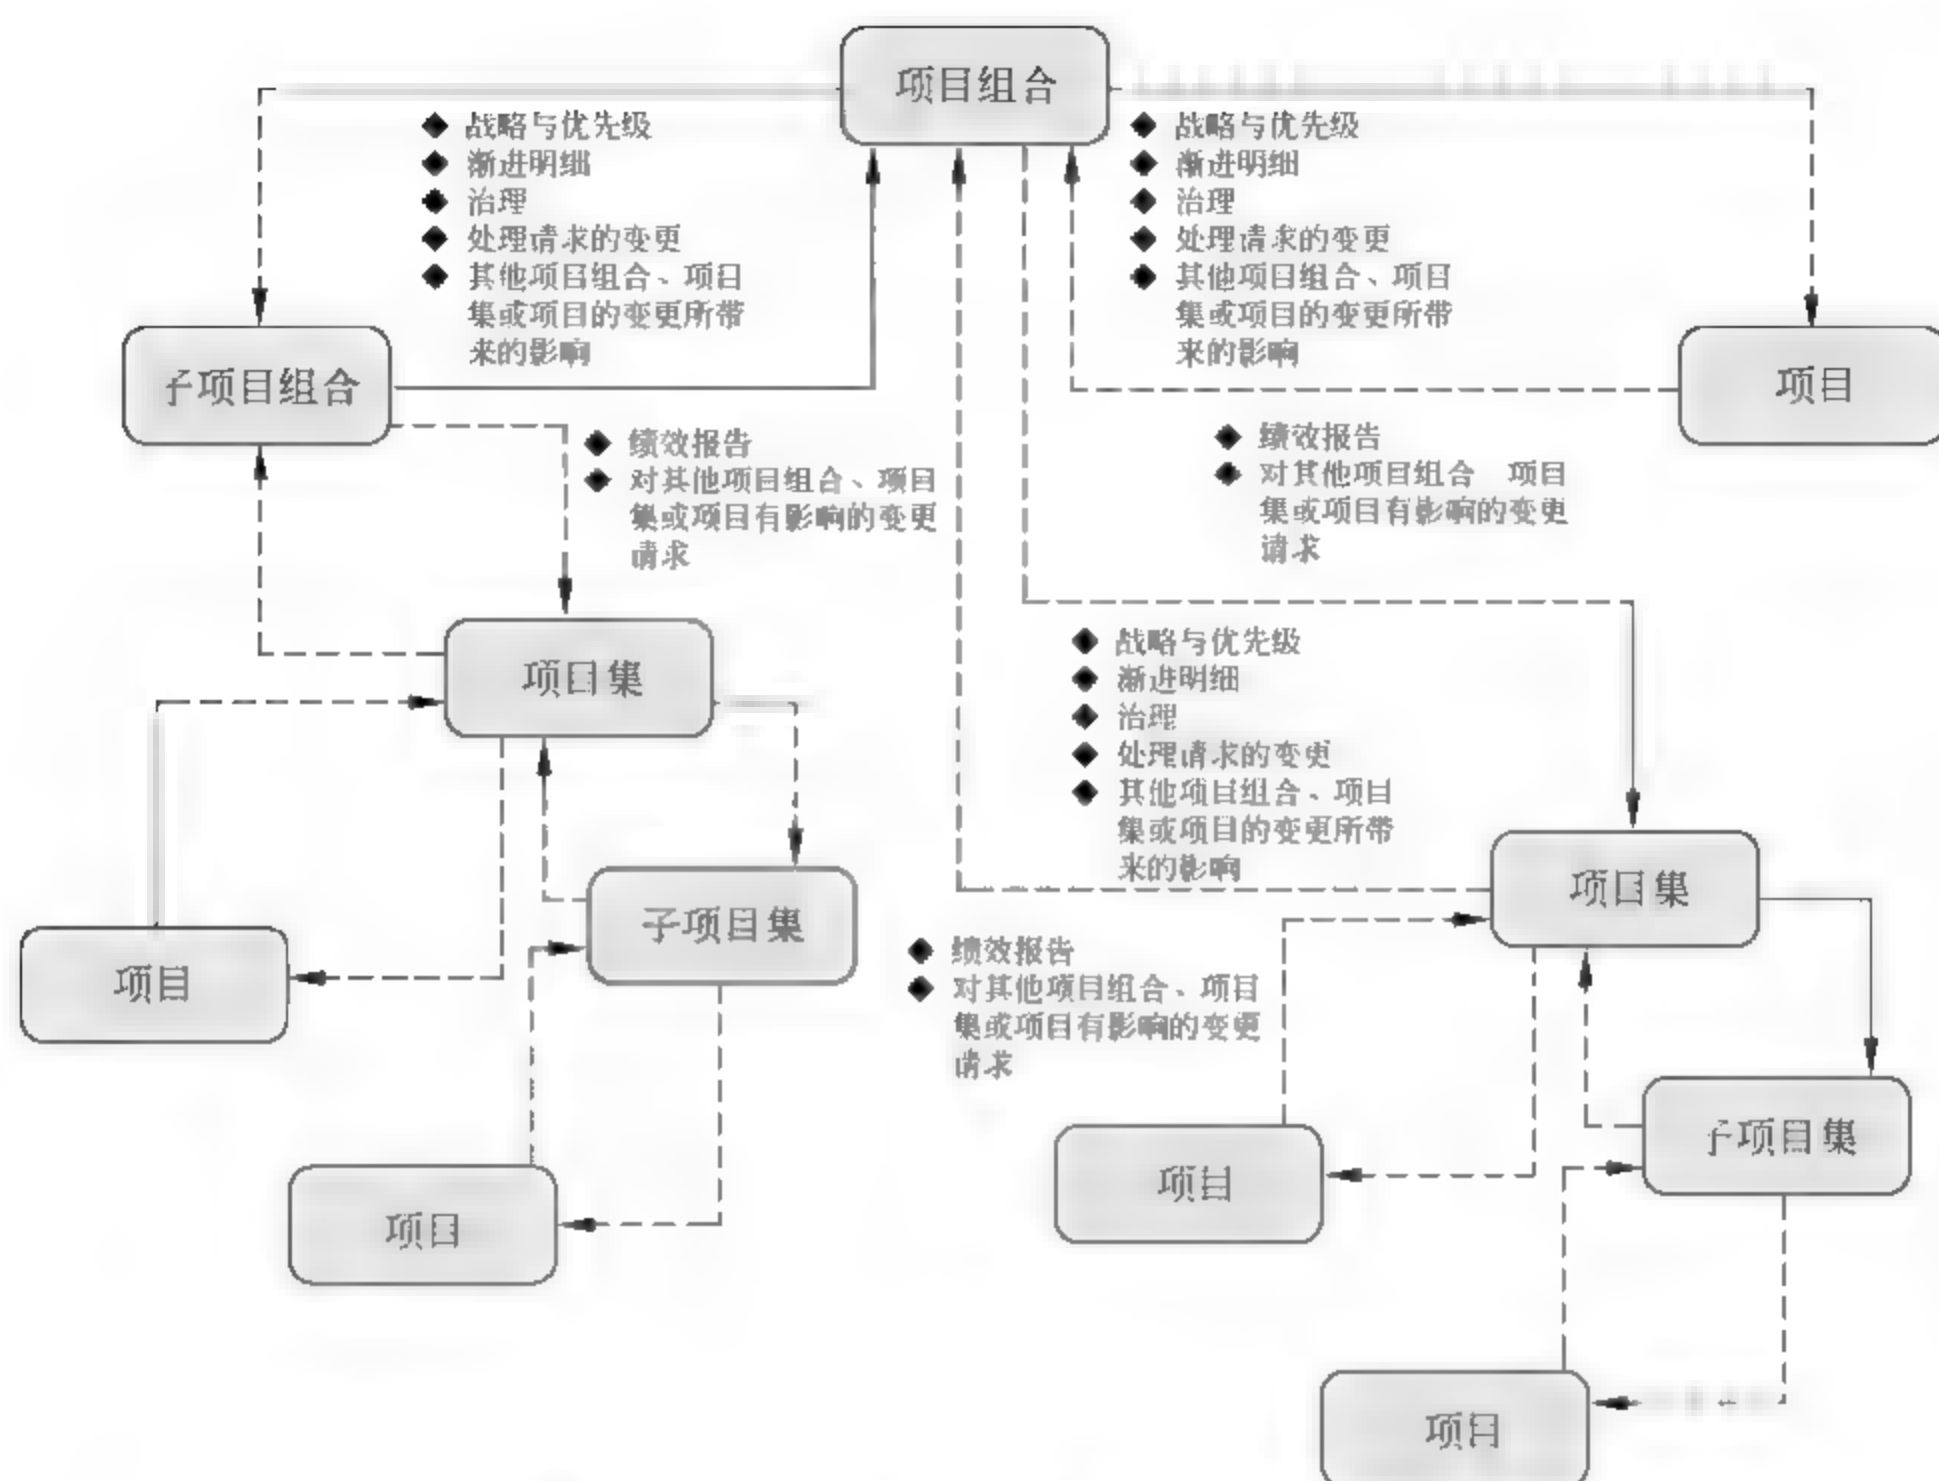 项目组合
◆ 战略与优先级
◆ 渐进明细
◆ 治理
◆ 处理请求的变更
◆ 其他项目组合、项目
集或项目的变更所带
来的影响
◆ 战略与优先级
◆ 渐进明细
◆ 治理
◆ 处理请求的变更
◆ 其他项目组合、项目
集或项目的变更所带
来的影响
子项目组合
项目
◆ 绩效报告
◆ 对其他项目组合、项目
集或项目有影响的变更
请求
◆ 绩效报告
◆ 对其他项目组合 项目
集或项目有影响的变更
请求
项目集
◆ 战略与优先级
◆ 渐进明细
◆ 治理
◆ 处理请求的变更
◆ 其他项目组合、项目
集或项目的变更所带
来的影响
项目集
子项目集
项目
◆ 绩效报告
◆ 对其他项目组合、项目
集或项目有影响的变更
请求
子项目集
项目
项目
项目